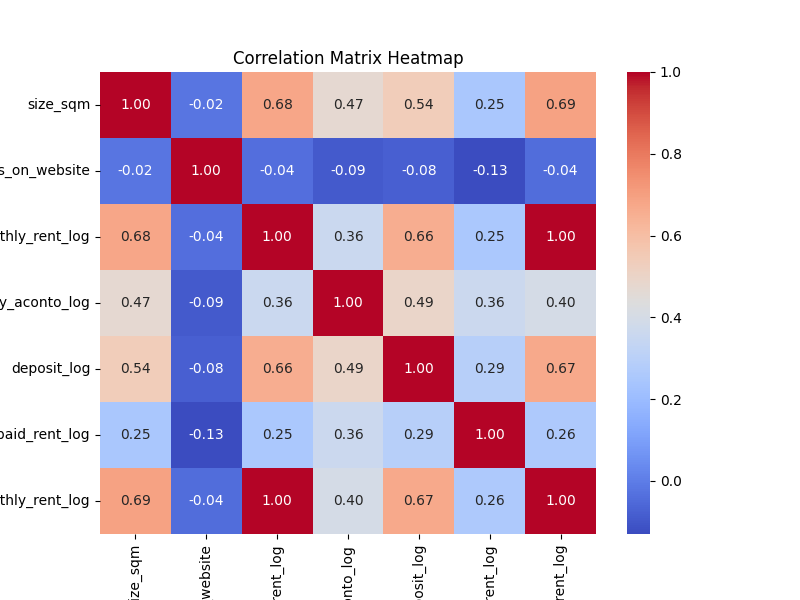 Correlation Matrix Heatmap
size_sqm 1.00 -0.02 0.68 0.47 0.54 0.25 0.69
s_on_website -0.02 1.00 -0.04 -0.09 -0.08 -0.13 -0.04
thly_rent_log 0.68 -0.04 1.00 0.36 0.66 0.25 1.00
y_aconto_log 0.47 -0.09 0.36 1.00 0.49 0.36 0.40
deposit_log 0.54 -0.08 0.66 0.49 1.00 0.29 0.67
paid_rent_log 0.25 -0.13 0.25 0.36 0.29 1.00 0.26
thly_rent_log 0.69 -0.04 1.00 0.40 0.67 0.26 1.00
ize_sqm website rent_log onto_log posit_log rent_log rent_log
1.0
0.8
0.6
0.4
0.2
0.0